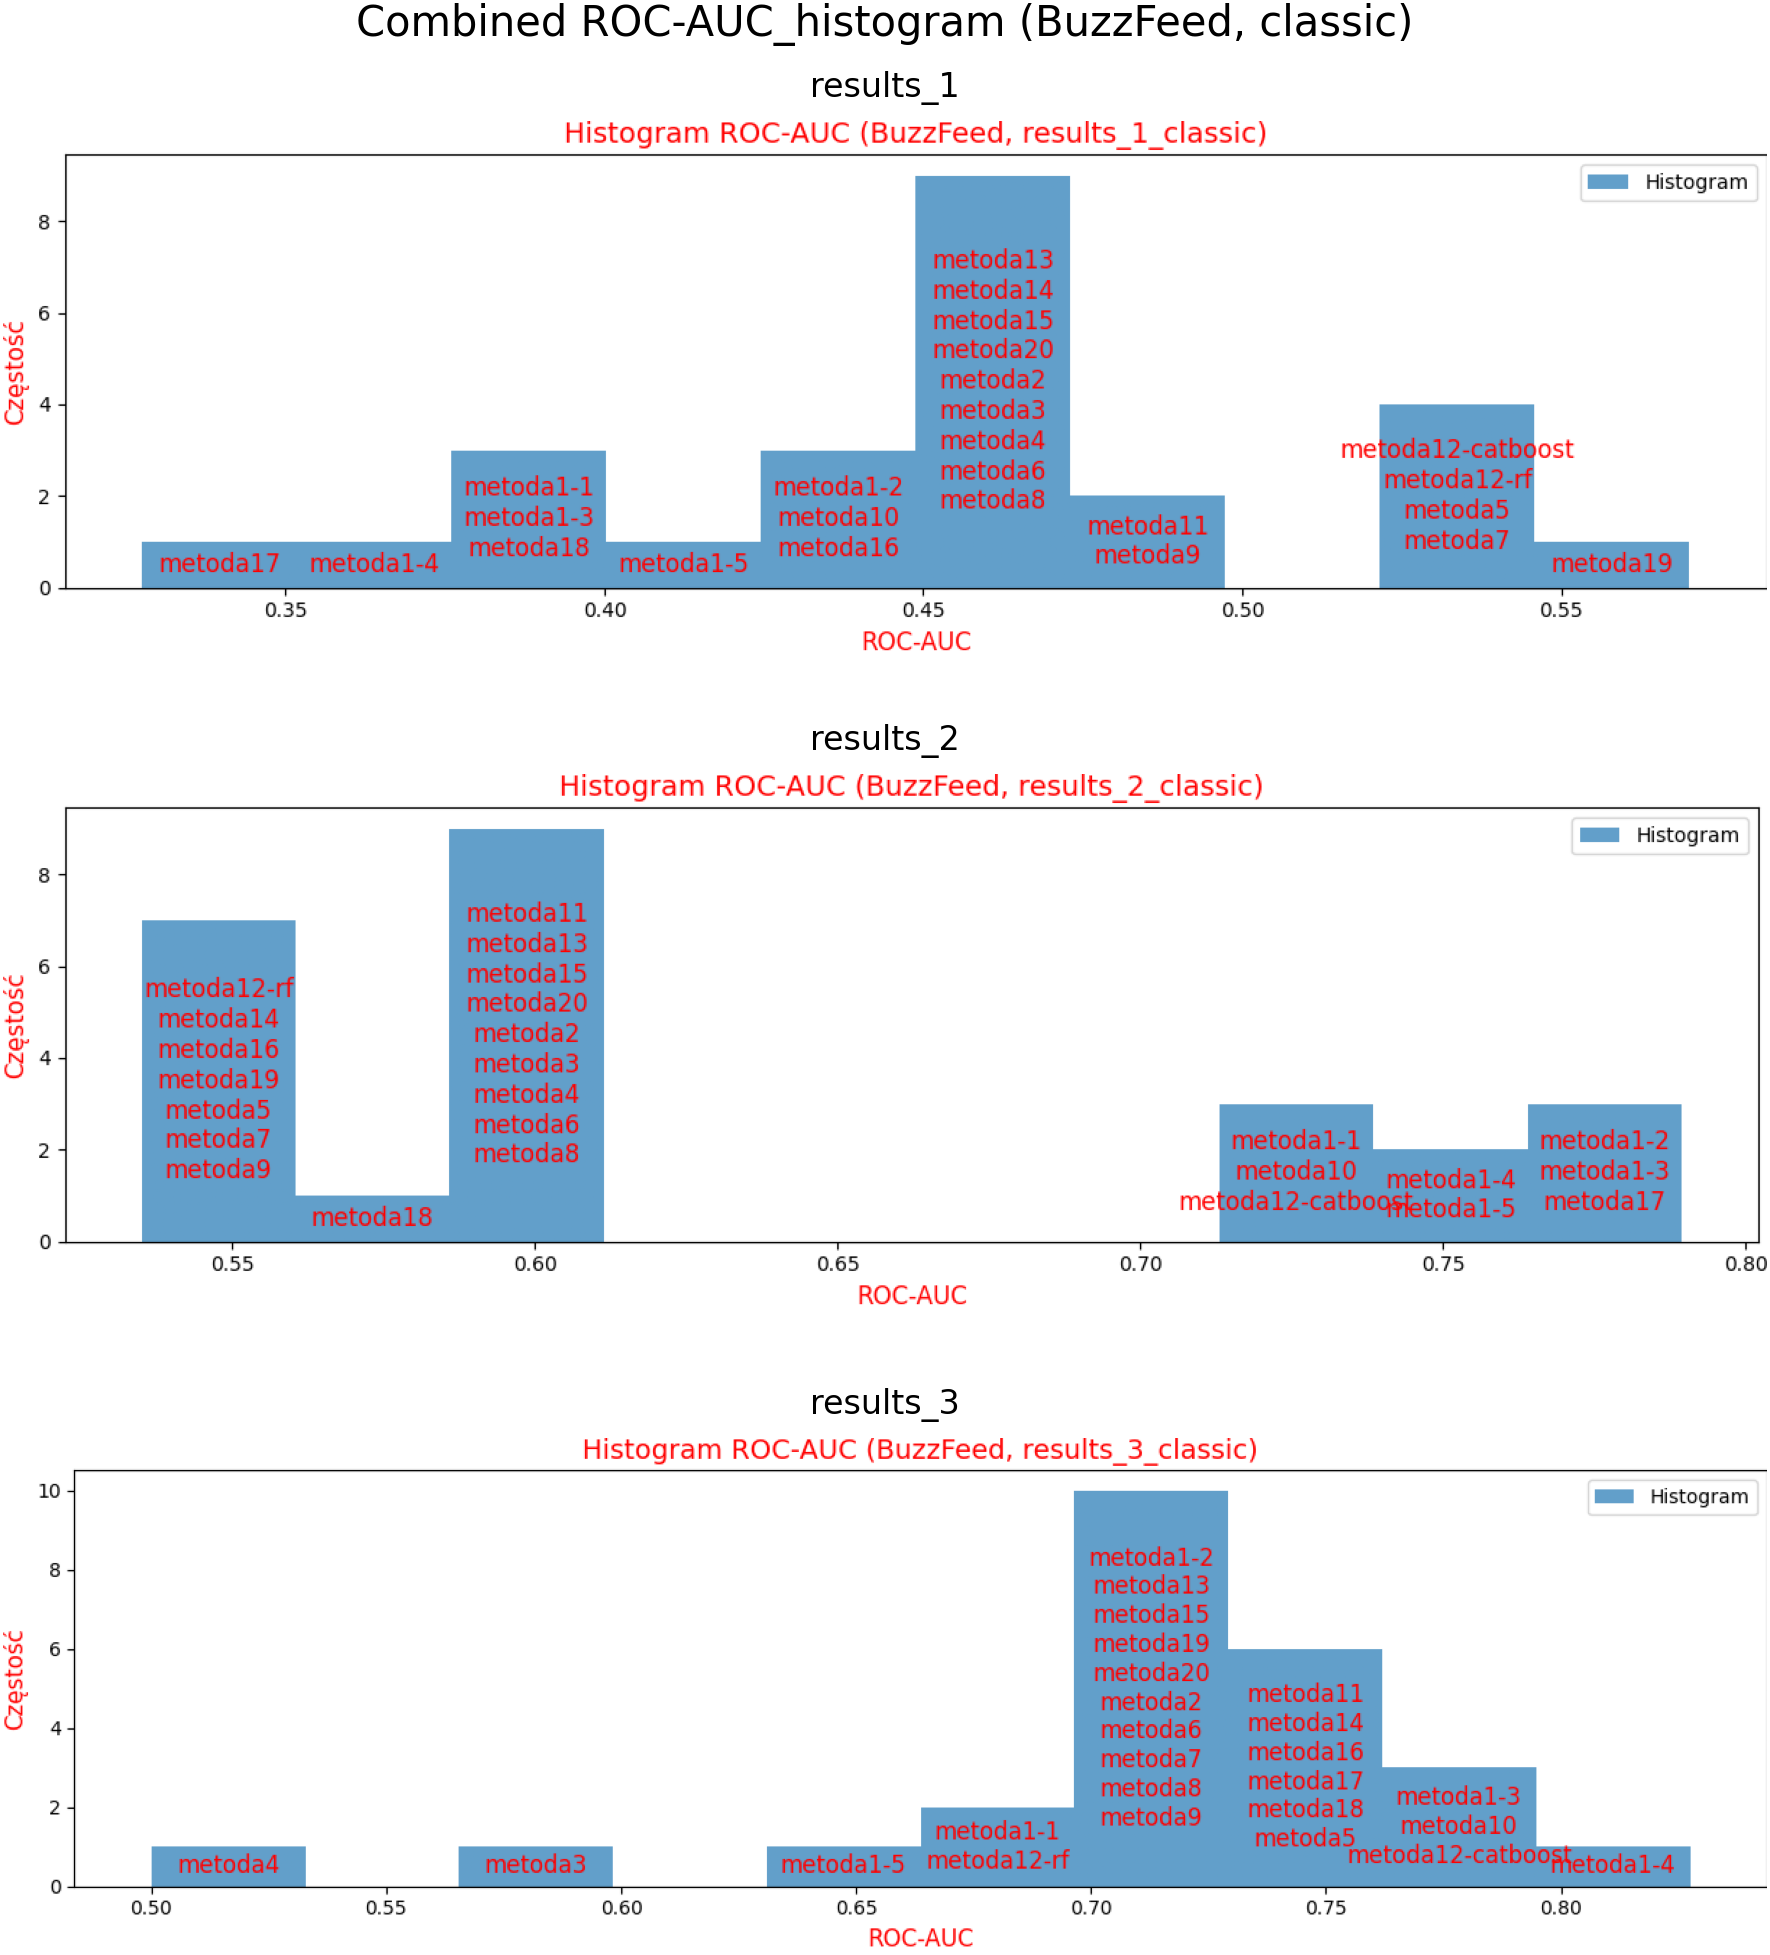 Combined ROC-AUC_histogram (BuzzFeed, classic)
results_1
Histogram ROC-AUC (BuzzFeed, results_1_classic)
Histogram
Częstość
8
6
4
2
0
metoda17
metoda1-4
metoda1-1
metoda1-3
metoda18
metoda1-5
metoda1-2
metoda10
metoda16
metoda13
metoda14
metoda15
metoda20
metoda2
metoda3
metoda4
metoda6
metoda8
metoda11
metoda9
metoda12-catboost
metoda12-rf
metoda5
metoda7
metoda19
0.35 0.40 0.45 0.50 0.55
ROC-AUC
results_2
Histogram ROC-AUC (BuzzFeed, results_2_classic)
Histogram
Częstość
8
6
4
2
0
metoda12-rf
metoda14
metoda16
metoda19
metoda5
metoda7
metoda9
metoda18
metoda11
metoda13
metoda15
metoda20
metoda2
metoda3
metoda4
metoda6
metoda8
metoda1-1
metoda10
metoda12-catboost
metoda1-4
metoda1-5
metoda1-2
metoda1-3
metoda17
0.55 0.60 0.65 0.70 0.75 0.80
ROC-AUC
results_3
Histogram ROC-AUC (BuzzFeed, results_3_classic)
Histogram
Częstość
10
8
6
4
2
0
metoda4
metoda3
metoda1-5
metoda1-1
metoda12-rf
metoda1-2
metoda13
metoda15
metoda19
metoda20
metoda2
metoda6
metoda7
metoda8
metoda9
metoda11
metoda14
metoda16
metoda17
metoda18
metoda5
metoda1-3
metoda10
metoda12-catboost
metoda1-4
0.50 0.55 0.60 0.65 0.70 0.75 0.80
ROC-AUC